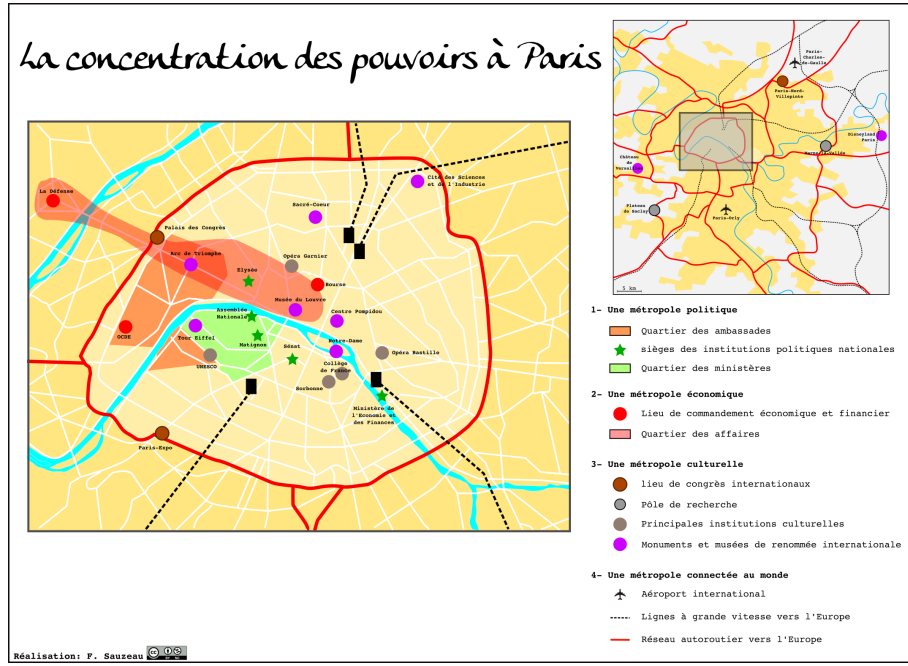 La concentration des pouvoirs à Paris
Paris-
Charles-
de-Gaulle
Paris-Nord-
Villepinte
Disneyland
Paris
Marne-la-Vallée
Château
de
Versailles
Plateau
de Saclay
Paris-Orly
5 km
La Défense
Cité des Sciences
et de l'Industrie
Sacré-Coeur
Palais des Congrès
Arc de Triomphe
Opéra Garnier
Elysée
Bourse
Musée du Louvre
Assemblée
Nationale
Centre Pompidou
OCDE
Tour Eiffel
Matignon
Sénat
Notre-Dame
Opéra Bastille
UNESCO
Collège
de France
Sorbonne
Ministère de
l'Economie et
des Finances
Paris-Expo
1- Une métropole politique
Quartier des ambassades
sièges des institutions politiques nationales
Quartier des ministères
2- Une métropole économique
Lieu de commandement économique et financier
Quartier des affaires
3- Une métropole culturelle
lieu de congrès internationaux
Pôle de recherche
Principales institutions culturelles
Monuments et musées de renommée internationale
4- Une métropole connectée au monde
Aéroport international
Lignes à grande vitesse vers l'Europe
Réseau autoroutier vers l'Europe
Réalisation: F. Sauzeau